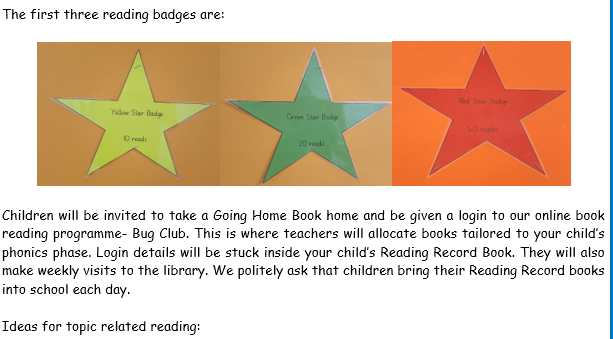 The first three reading badges are:
Yellow Star Badge
10 reads
Green Star Badge
20 reads
Red Star Badge
40 reads
Children will be invited to take a Going Home Book home and be given a login to our online book
reading programme- Bug Club. This is where teachers will allocate books tailored to your child's
phonics phase. Login details will be stuck inside your child's Reading Record Book. They will also
make weekly visits to the library. We politely ask that children bring their Reading Record books
into school each day.
Ideas for topic related reading: